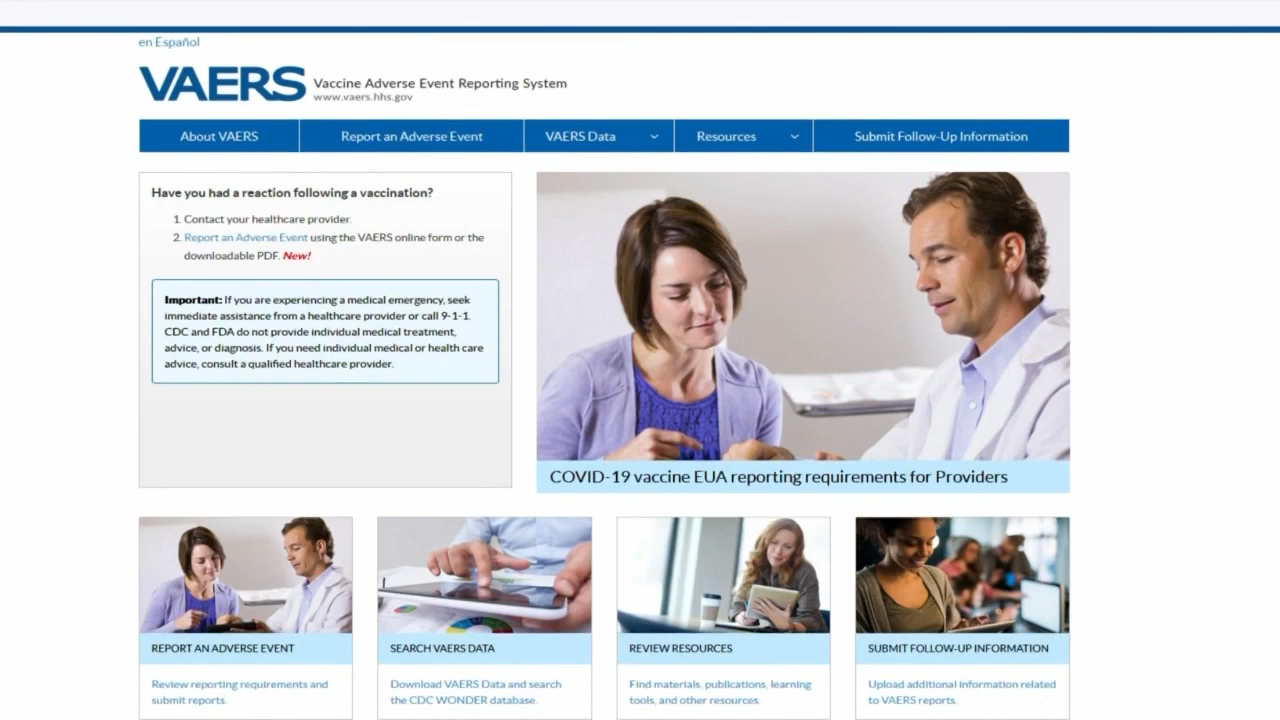 en Español
VAERS
Vaccine Adverse Event Reporting System
www.vaers.hhs.gov
About VAERS
Report an Adverse Event
VAERS Data
Resources
Submit Follow-Up Information
Have you had a reaction following a vaccination?
1. Contact your healthcare provider.
2. Report an Adverse Event using the VAERS online form or the
downloadable PDF. New!
Important: If you are experiencing a medical emergency, seek
immediate assistance from a healthcare provider or call 9-1-1.
CDC and FDA do not provide individual medical treatment,
advice, or diagnosis. If you need individual medical or health care
advice, consult a qualified healthcare provider.
COVID-19 vaccine EUA reporting requirements for Providers
REPORT AN ADVERSE EVENT
Review reporting requirements and
submit reports.
SEARCH VAERS DATA
Download VAERS Data and search
the CDC WONDER database.
REVIEW RESOURCES
Find materials, publications, learning
tools, and other resources.
SUBMIT FOLLOW-UP INFORMATION
Upload additional information related
to VAERS reports.